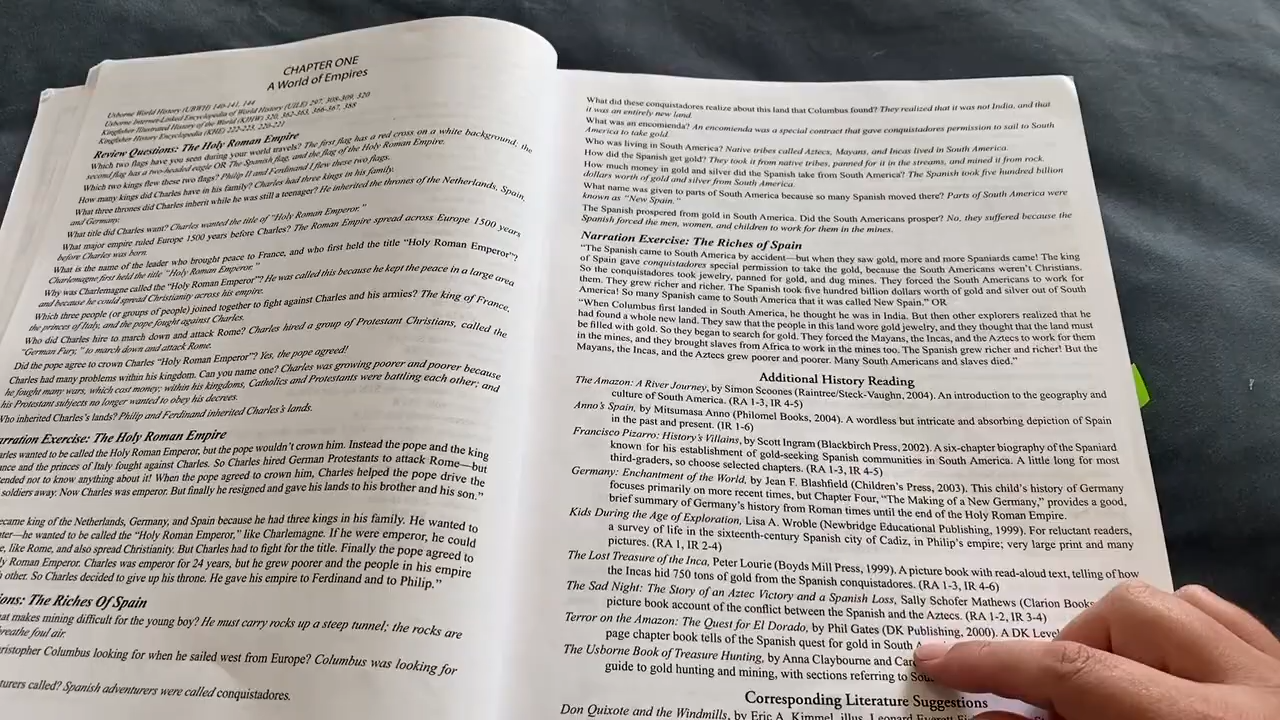 CHAPTER ONE
A World of Empires
Usborne World History (UBWH) 140-141, 144
Usborne Internet-Linked Encyclopedia of World History (UILE) 297, 308-309, 320
Kingfisher Illustrated History of the World (KIHW) 320, 362-363, 366-367, 388
Kingfisher History Encyclopedia (KHE) 222-223, 220-221
Review Questions: The Holy Roman Empire
Which two flags have you seen during your world travels? The first flag has a red cross on a white background, the
second flag has a two-headed eagle OR The Spanish flag, and the flag of the Holy Roman Empire.
Which two kings flew these two flags? Philip II and Ferdinand I flew these two flags.
How many kings did Charles have in his family? Charles had three kings in his family.
What three thrones did Charles inherit while he was still a teenager? He inherited the thrones of the Netherlands, Spain,
and Germany.
What title did Charles want? Charles wanted the title of "Holy Roman Emperor."
What major empire ruled Europe 1500 years before Charles? The Roman Empire spread across Europe 1500 years
before Charles was born.
What is the name of the leader who brought peace to France, and who first held the title "Holy Roman Emperor"?
Charlemagne first held the title "Holy Roman Emperor."
Why was Charlemagne called the "Holy Roman Emperor"? He was called this because he kept the peace in a large area
and because he could spread Christianity across his empire.
Which three people (or groups of people) joined together to fight against Charles and his armies? The king of France,
the princes of Italy, and the pope fought against Charles.
Who did Charles hire to march down and attack Rome? Charles hired a group of Protestant Christians, called the
"German Fury," to march down and attack Rome.
Did the pope agree to crown Charles "Holy Roman Emperor"? Yes, the pope agreed!
Charles had many problems within his kingdom. Can you name one? Charles was growing poorer and poorer because
he fought many wars, which cost money; within his kingdoms, Catholics and Protestants were battling each other; and
his Protestant subjects no longer wanted to obey his decrees.
Who inherited Charles's lands? Philip and Ferdinand inherited Charles's lands.
rration Exercise: The Holy Roman Empire
arles wanted to be called the Holy Roman Emperor, but the pope wouldn't crown him. Instead the pope and the king
nce and the princes of Italy fought against Charles. So Charles hired German Protestants to attack Rome—but
ended not to know anything about it! When the pope agreed to crown him, Charles helped the pope drive the
soldiers away. Now Charles was emperor. But finally he resigned and gave his lands to his brother and his son."
came king of the Netherlands, Germany, and Spain because he had three kings in his family. He wanted to
ter—he wanted to be called the "Holy Roman Emperor," like Charlemagne. If he were emperor, he could
e, like Rome, and also spread Christianity. But Charles had to fight for the title. Finally the pope agreed to
ly Roman Emperor. Charles was emperor for 24 years, but he grew poorer and the people in his empire
h other. So Charles decided to give up his throne. He gave his empire to Ferdinand and to Philip."
ons: The Riches Of Spain
at makes mining difficult for the young boy? He must carry rocks up a steep tunnel; the rocks are
breathe foul air.
ristopher Columbus looking for when he sailed west from Europe? Columbus was looking for
turers called? Spanish adventurers were called conquistadores.
What did these conquistadores realize about this land that Columbus found? They realized that it was not India, and that
it was an entirely new land.
What was an encomienda? An encomienda was a special contract that gave conquistadores permission to sail to South
America to take gold.
Who was living in South America? Native tribes called Aztecs, Mayans, and Incas lived in South America.
How did the Spanish get gold? They took it from native tribes, panned for it in the streams, and mined it from rock.
How much money in gold and silver did the Spanish take from South America? The Spanish took five hundred billion
dollars worth of gold and silver from South America.
What name was given to parts of South America because so many Spanish moved there? Parts of South America were
known as "New Spain."
The Spanish prospered from gold in South America. Did the South Americans prosper? No, they suffered because the
Spanish forced the men, women, and children to work for them in the mines.
Narration Exercise: The Riches of Spain
"The Spanish came to South America by accident—but when they saw gold, more and more Spaniards came! The king
of Spain gave conquistadores special permission to take the gold, because the South Americans weren't Christians.
So the conquistadores took jewelry, panned for gold, and dug mines. They forced the South Americans to work for
them. They grew richer and richer. The Spanish took five hundred billion dollars worth of gold and silver out of South
America! So many Spanish came to South America that it was called New Spain." OR
"When Columbus first landed in South America, he thought he was in India. But then other explorers realized that he
had found a whole new land. They saw that the people in this land wore gold jewelry, and they thought that the land must
be filled with gold. So they began to search for gold. They forced the Mayans, the Incas, and the Aztecs to work for them
in the mines, and they brought slaves from Africa to work in the mines too. The Spanish grew richer and richer! But the
Mayans, the Incas, and the Aztecs grew poorer and poorer. Many South Americans and slaves died."
Additional History Reading
The Amazon: A River Journey, by Simon Scoones (Raintree/Steck-Vaughn, 2004). An introduction to the geography and
culture of South America. (RA 1-3, IR 4-5)
Anno's Spain, by Mitsumasa Anno (Philomel Books, 2004). A wordless but intricate and absorbing depiction of Spain
in the past and present. (IR 1-6)
Francisco Pizarro: History's Villains, by Scott Ingram (Blackbirch Press, 2002). A six-chapter biography of the Spaniard
known for his establishment of gold-seeking Spanish communities in South America. A little long for most
third-graders, so choose selected chapters. (RA 1-3, IR 4-5)
Germany: Enchantment of the World, by Jean F. Blashfield (Children's Press, 2003). This child's history of Germany
focuses primarily on more recent times, but Chapter Four, "The Making of a New Germany," provides a good,
brief summary of Germany's history from Roman times until the end of the Holy Roman Empire.
Kids During the Age of Exploration, Lisa A. Wroble (Newbridge Educational Publishing, 1999). For reluctant readers,
a survey of life in the sixteenth-century Spanish city of Cadiz, in Philip's empire; very large print and many
pictures. (RA 1, IR 2-4)
The Lost Treasure of the Inca, Peter Lourie (Boyds Mill Press, 1999). A picture book with read-aloud text, telling of how
the Incas hid 750 tons of gold from the Spanish conquistadores. (RA 1-3, IR 4-6)
The Sad Night: The Story of an Aztec Victory and a Spanish Loss, Sally Schofer Mathews (Clarion Books
picture book account of the conflict between the Spanish and the Aztecs. (RA 1-2, IR 3-4)
Terror on the Amazon: The Quest for El Dorado, by Phil Gates (DK Publishing, 2000). A DK Level
page chapter book tells of the Spanish quest for gold in South
The Usborne Book of Treasure Hunting, by Anna Claybourne and
guide to gold hunting and mining, with sections referring to
Corresponding Literature Suggestions
Don Quixote and the Windmills, by Eric A. Kimmel, illus. Leonard Everett